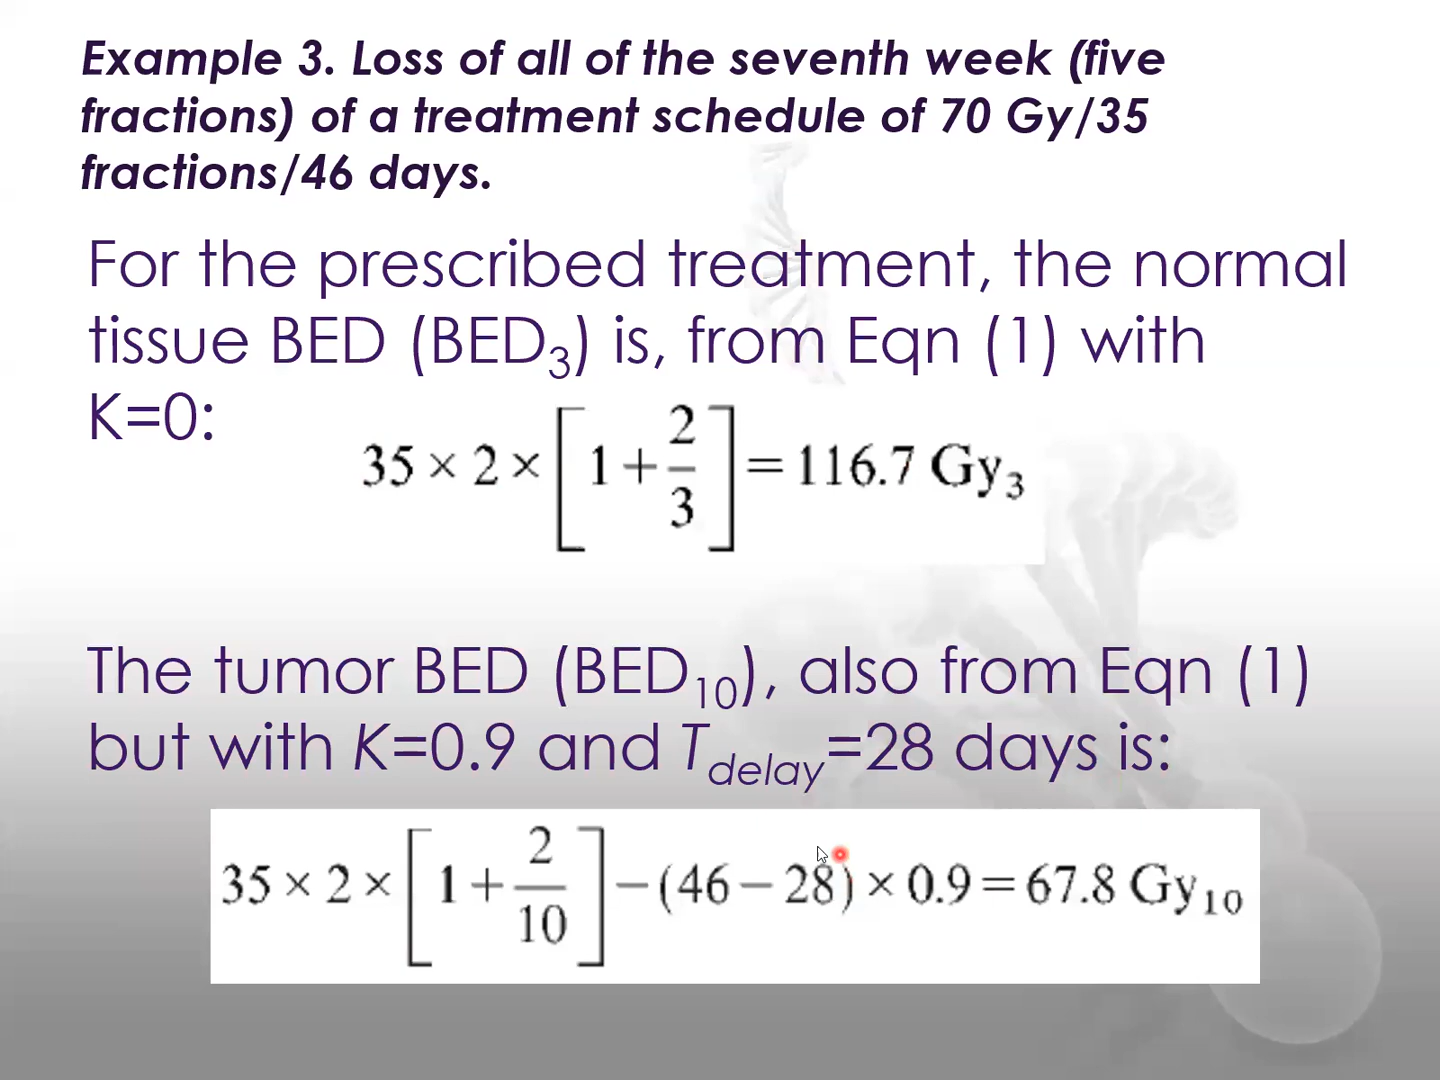 Example 3. Loss of all of the seventh week (five
fractions) of a treatment schedule of 70 Gy/35
fractions/46 days.
For the prescribed treatment, the normal
tissue BED (BED₃) is, from Eqn (1) with
K=0:
35 × 2 × [1 + 2/3] = 116.7 Gy₃
The tumor BED (BED₁₀), also from Eqn (1)
but with K=0.9 and T_delay=28 days is:
35 × 2 × [1 + 2/10] − (46 − 28) × 0.9 = 67.8 Gy₁₀